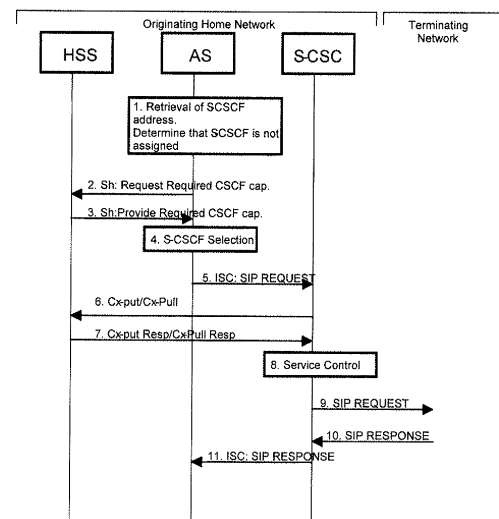 Originating Home Network
Terminating
Network
HSS
AS
S-CSC
1. Retrieval of SCSCF
address.
Determine that SCSCF is not
assigned
2. Sh: Request Required CSCF cap.
3. Sh:Provide Required CSCF cap.
4. S-CSCF Selection
5. ISC: SIP REQUEST
6. Cx-put/Cx-Pull
7. Cx-put Resp/Cx-Pull Resp
8. Service Control
9. SIP REQUEST
10. SIP RESPONSE
11. ISC: SIP RESPONSE